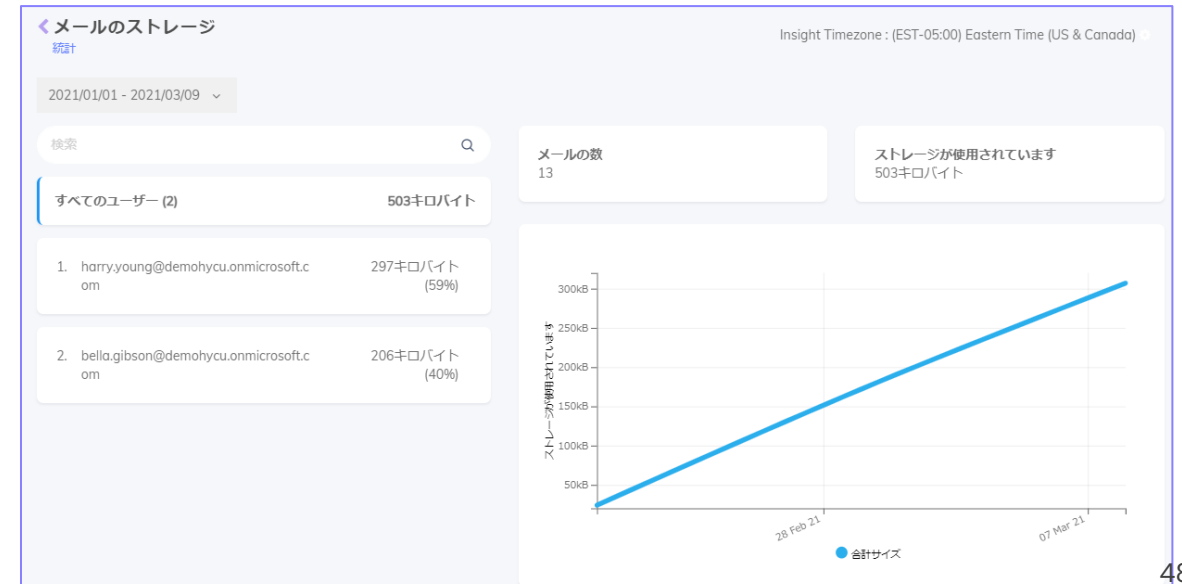 メールのストレージ
統計
Insight Timezone : (EST-05:00) Eastern Time (US & Canada)
2021/01/01 - 2021/03/09
検索
すべてのユーザー (2) 503キロバイト
1. harry.young@demohycu.onmicrosoft.c 297キロバイト
om (59%)
2. bella.gibson@demohycu.onmicrosoft.c 206キロバイト
om (40%)
メールの数
13
ストレージが使用されています
503キロバイト
ストレージが使用されています
300kB
250kB
200kB
150kB
100kB
50kB
28 Feb 21
07 Mar 21
合計サイズ
48